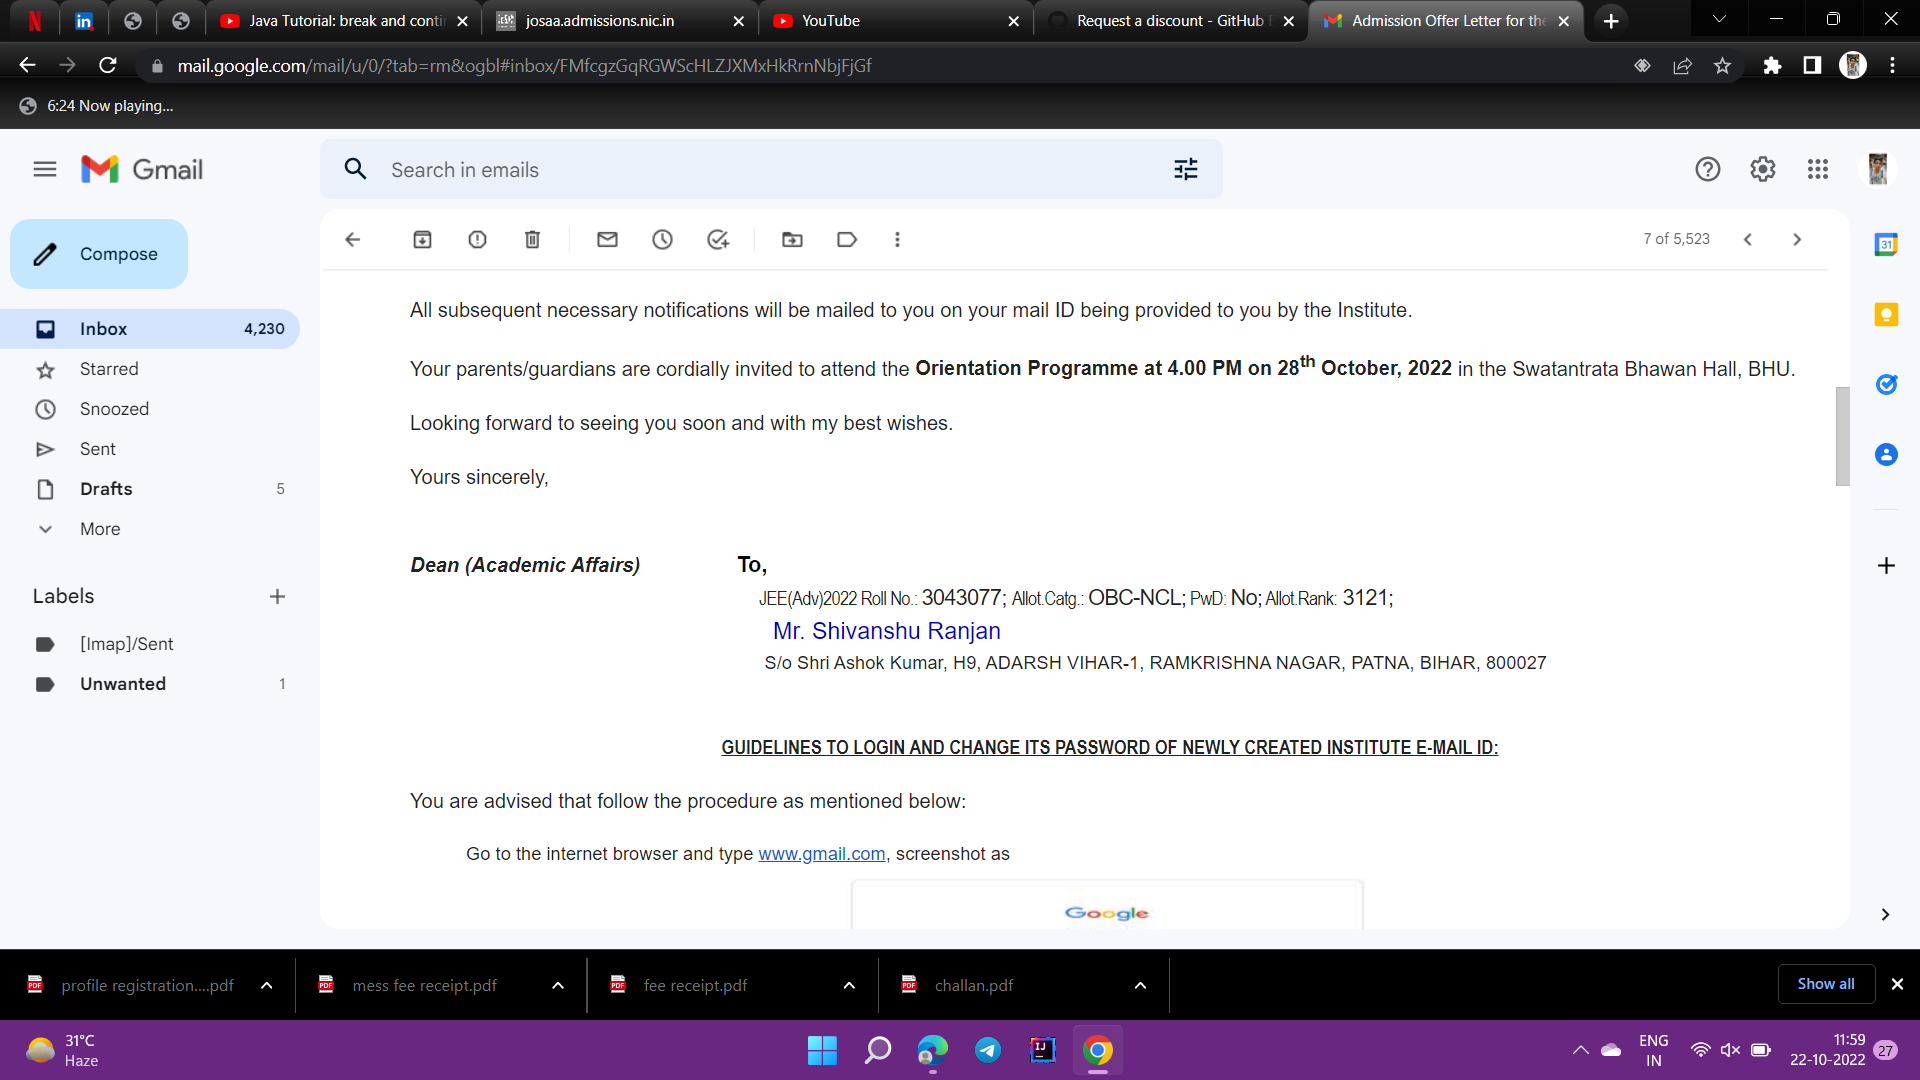 Java Tutorial: break and conti
josaa.admissions.nic.in
YouTube
Request a discount - GitHub
Admission Offer Letter for the
mail.google.com/mail/u/0/?tab=rm&ogbl#inbox/FMfcgzGqRGWScHLZJXMxHkRrnNbjFjGf
6:24 Now playing...
Gmail
Search in emails
Compose
7 of 5,523
Inbox 4,230
Starred
Snoozed
Sent
Drafts 5
More
Labels
[Imap]/Sent
Unwanted 1
All subsequent necessary notifications will be mailed to you on your mail ID being provided to you by the Institute.
Your parents/guardians are cordially invited to attend the Orientation Programme at 4.00 PM on 28th October, 2022 in the Swatantrata Bhawan Hall, BHU.
Looking forward to seeing you soon and with my best wishes.
Yours sincerely,
Dean (Academic Affairs) To,
JEE(Adv)2022 Roll No.: 3043077; Allot.Catg.: OBC-NCL; PwD: No; Allot.Rank: 3121;
Mr. Shivanshu Ranjan
S/o Shri Ashok Kumar, H9, ADARSH VIHAR-1, RAMKRISHNA NAGAR, PATNA, BIHAR, 800027
GUIDELINES TO LOGIN AND CHANGE ITS PASSWORD OF NEWLY CREATED INSTITUTE E-MAIL ID:
You are advised that follow the procedure as mentioned below:
Go to the internet browser and type www.gmail.com, screenshot as
Google
31
profile registration....pdf
mess fee receipt.pdf
fee receipt.pdf
challan.pdf
Show all
31°C
Haze
ENG
IN
11:59
22-10-2022
27